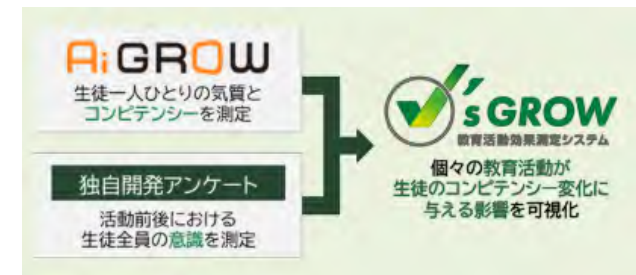 Ai GROW
生徒一人ひとりの気質と
コンピテンシーを測定
独自開発アンケート
活動前後における
生徒全員の意識を測定
V'sGROW
教育活動効果測定システム
個々の教育活動が
生徒のコンピテンシー変化に
与える影響を可視化